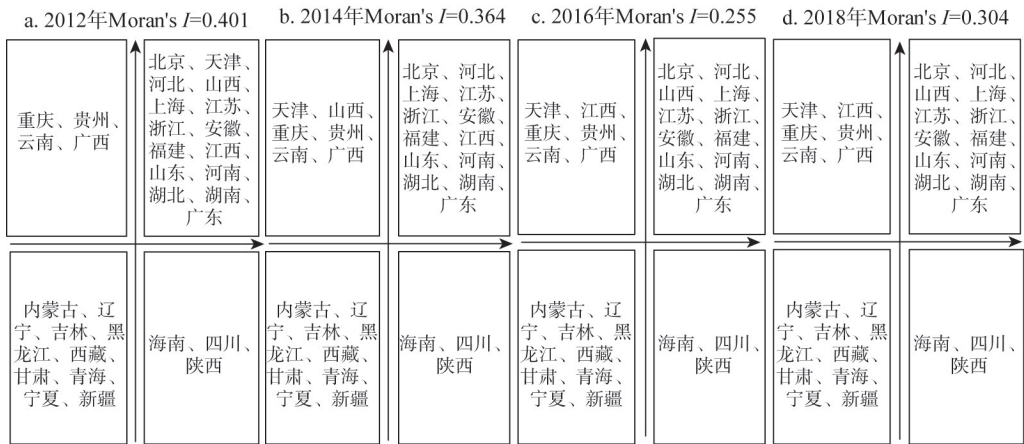 a. 2012年Moran's I=0.401
重庆、贵州、
云南、广西
北京、天津、
河北、山西、
上海、江苏、
浙江、安徽、
福建、江西、
山东、河南、
湖北、湖南、
广东
内蒙古、辽
宁、吉林、黑
龙江、西藏、
甘肃、青海、
宁夏、新疆
海南、四川、
陕西
b. 2014年Moran's I=0.364
天津、山西、
重庆、贵州、
云南、广西
北京、河北、
上海、江苏、
浙江、安徽、
福建、江西、
山东、河南、
湖北、湖南、
广东
内蒙古、辽
宁、吉林、黑
龙江、西藏、
甘肃、青海、
宁夏、新疆
海南、四川、
陕西
c. 2016年Moran's I=0.255
天津、江西、
重庆、贵州、
云南、广西
北京、河北、
山西、上海、
江苏、浙江、
安徽、福建、
山东、河南、
湖北、湖南、
广东
内蒙古、辽
宁、吉林、黑
龙江、西藏、
甘肃、青海、
宁夏、新疆
海南、四川、
陕西
d. 2018年Moran's I=0.304
天津、江西、
重庆、贵州、
云南、广西
北京、河北、
山西、上海、
江苏、浙江、
安徽、福建、
山东、河南、
湖北、湖南、
广东
内蒙古、辽
宁、吉林、黑
龙江、西藏、
甘肃、青海、
宁夏、新疆
海南、四川、
陕西